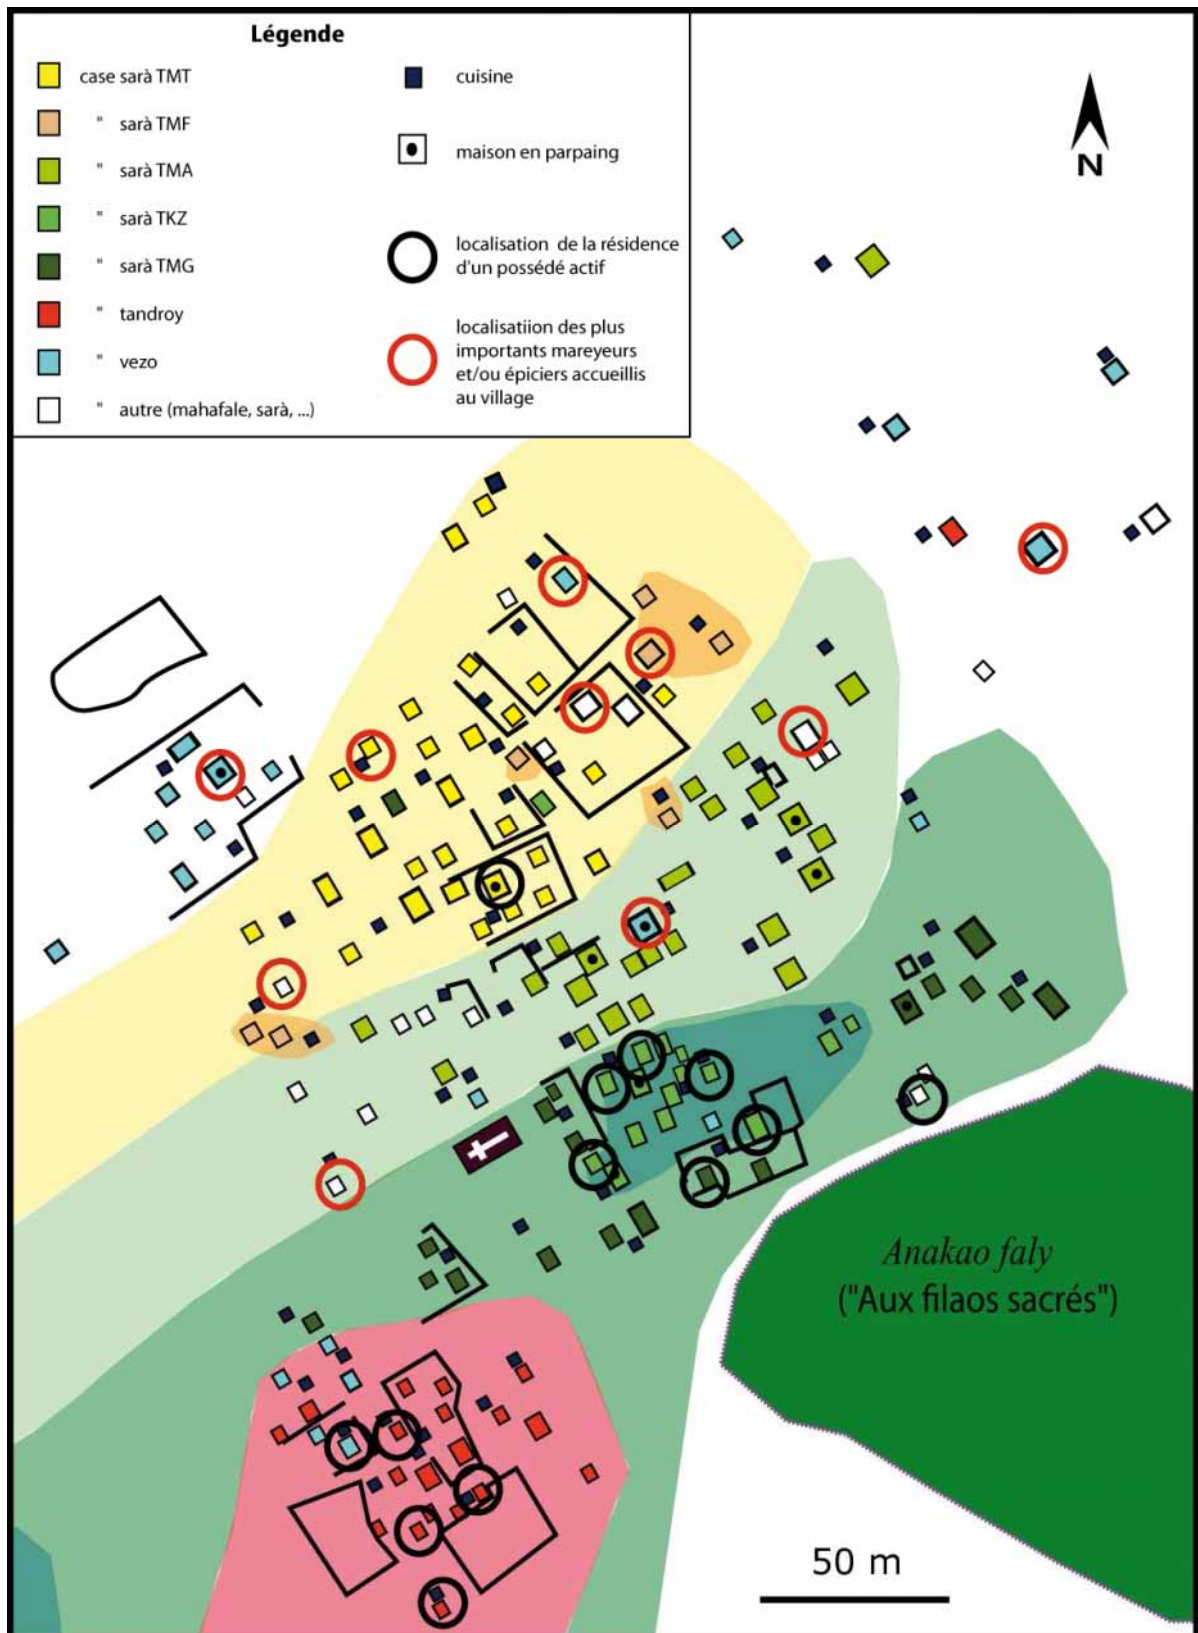 Légende
case sarà TMT
" sarà TMF
" sarà TMA
" sarà TKZ
" sarà TMG
" tandroy
" vezo
" autre (mahafale, sarà, ...)
cuisine
maison en parpaing
localisation de la résidence
d'un possédé actif
localisatiion des plus
importants mareyeurs
et/ou épiciers accueillis
au village
N
Anakao faly
("Aux filaos sacrés")
50 m